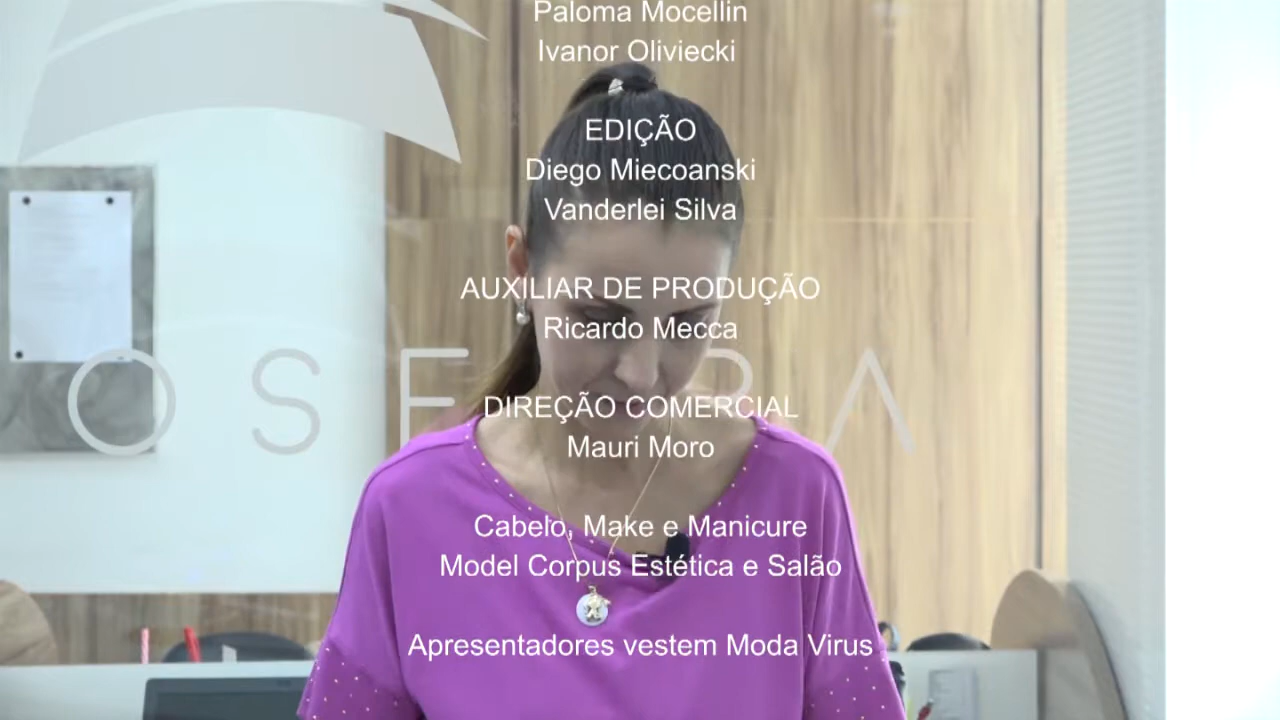 Paloma Mocellin
Ivanor Oliviecki
EDIÇÃO
Diego Miecoanski
Vanderlei Silva
AUXILIAR DE PRODUÇÃO
Ricardo Mecca
DIREÇÃO COMERCIAL
Mauri Moro
Cabelo, Make e Manicure
Model Corpus Estética e Salão
Apresentadores vestem Moda Virus